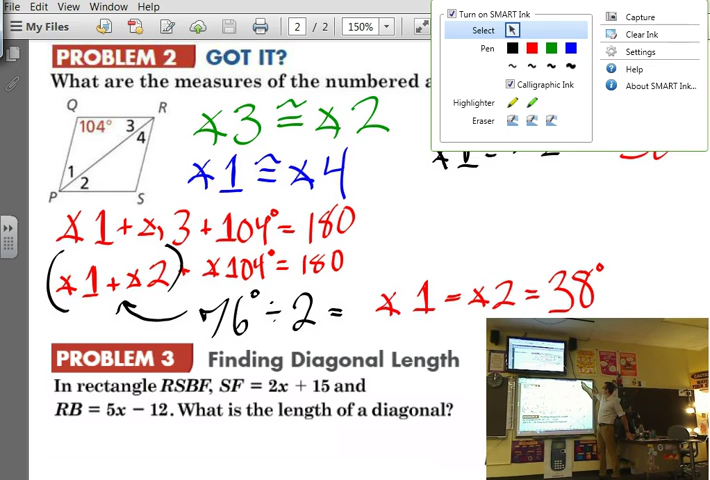 File Edit View History
Turn on SMART Ink
My Files
2 / 2
150%
Select
Pen
Calligraphic Ink
Highlighter
Eraser
Capture
Clear Ink
Settings
Help
About SMART Ink...
PROBLEM 2 GOT IT?
What are the measures of the numbered
Q R
104° 3
4
1
2
P S
∡3 ≅ ∡2
∡1 ≅ ∡4
∡1 + ∡3 + 104° = 180
(∡1 + ∡2) + ∡104° = 180
76° ÷ 2 =
∡1 = ∡2 = 38°
PROBLEM 3 Finding Diagonal Length
In rectangle RSBF, SF = 2x + 15 and
RB = 5x − 12. What is the length of a diagonal?